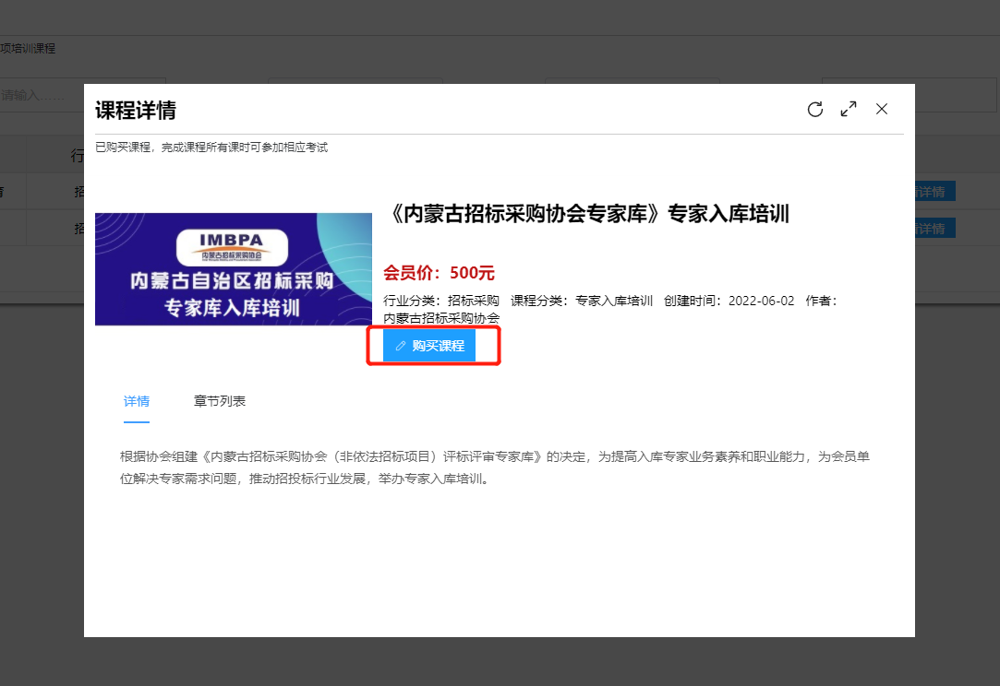 项培训课程
请输入……
课程详情
已购买课程，完成课程所有课时可参加相应考试
行
招
招
详情
详情
《内蒙古招标采购协会专家库》专家入库培训
IMBPA
内蒙古招标采购协会
内蒙古自治区招标采购
专家库入库培训
会员价：500元
行业分类：招标采购 课程分类：专家入库培训 创建时间：2022-06-02 作者：
内蒙古招标采购协会
购买课程
详情 章节列表
根据协会组建《内蒙古招标采购协会（非依法招标项目）评标评审专家库》的决定，为提高入库专家业务素养和职业能力，为会员单
位解决专家需求问题，推动招投标行业发展，举办专家入库培训。